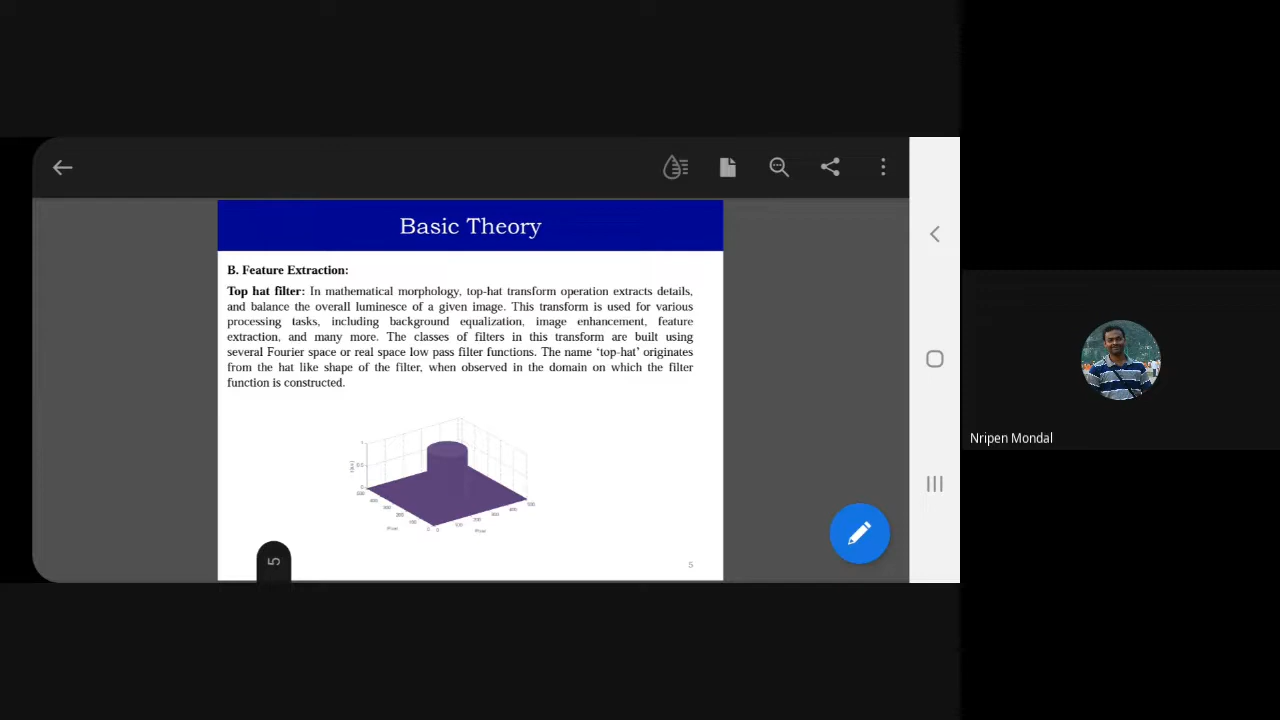 Basic Theory
B. Feature Extraction:
Top hat filter: In mathematical morphology, top-hat transform operation extracts details,
and balance the overall luminesce of a given image. This transform is used for various
processing tasks, including background equalization, image enhancement, feature
extraction, and many more. The classes of filters in this transform are built using
several Fourier space or real space low pass filter functions. The name ‘top-hat’ originates
from the hat like shape of the filter, when observed in the domain on which the filter
function is constructed.
5
5
Nripen Mondal